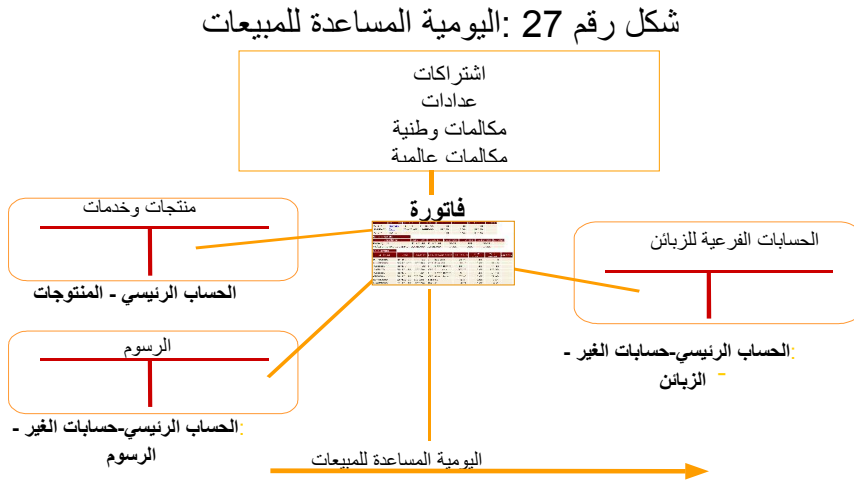 شكل رقم 27 :اليومية المساعدة للمبيعات
اشتراكات
عدادات
مكالمات وطنية
مكالمات عالمية
فاتورة
منتجات وخدمات
الحساب الرئيسي - المنتوجات
الحسابات الفرعية للزبائن
:الحساب الرئيسي-حسابات الغير -
الزبائن -
الرسوم
:الحساب الرئيسي-حسابات الغير -
الرسوم
اليومية المساعدة للمبيعات